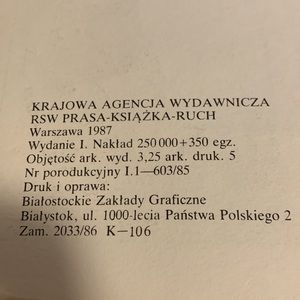 KRAJOWA AGENCJA WYDAWNICZA
RSW PRASA-KSIĄŻKA-RUCH
Warszawa 1987
Wydanie I. Nakład 250 000+350 egz.
Objętość ark. wyd. 3,25 ark. druk. 5
Nr porodukcyjny I.1—603/85
Druk i oprawa:
Białostockie Zakłady Graficzne
Białystok, ul. 1000-lecia Państwa Polskiego 2
Zam. 2033/86 K—106